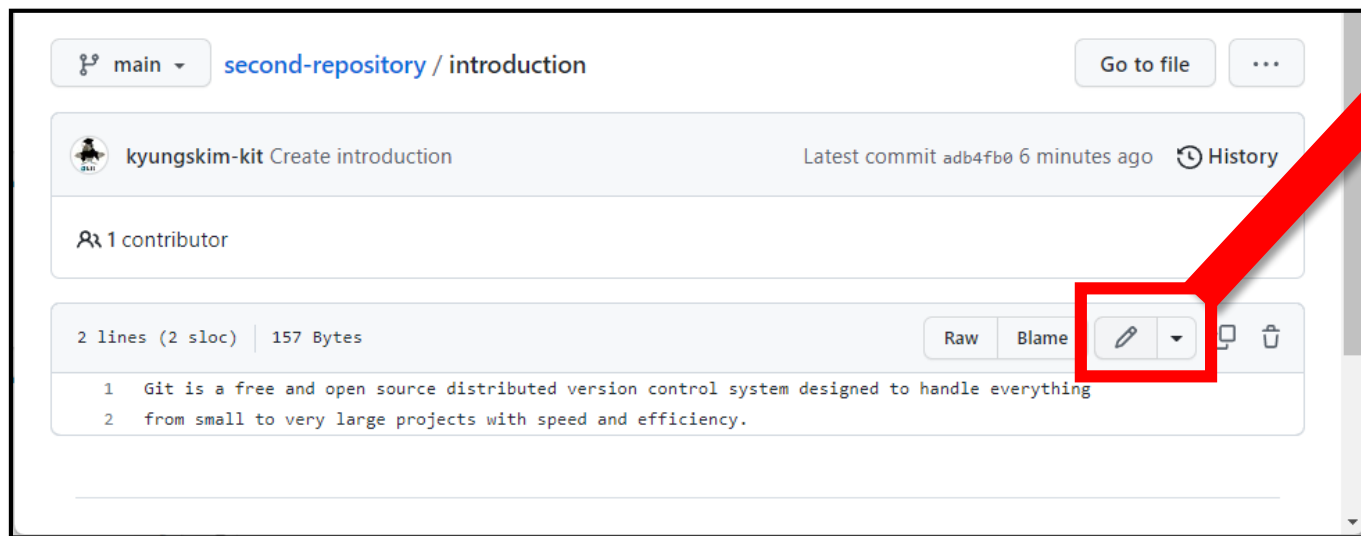 main
second-repository / introduction
Go to file
...
kyungskim-kit Create introduction
Latest commit adb4fb0 6 minutes ago
History
1 contributor
2 lines (2 sloc)
157 Bytes
Raw
Blame
1 Git is a free and open source distributed version control system designed to handle everything
2 from small to very large projects with speed and efficiency.